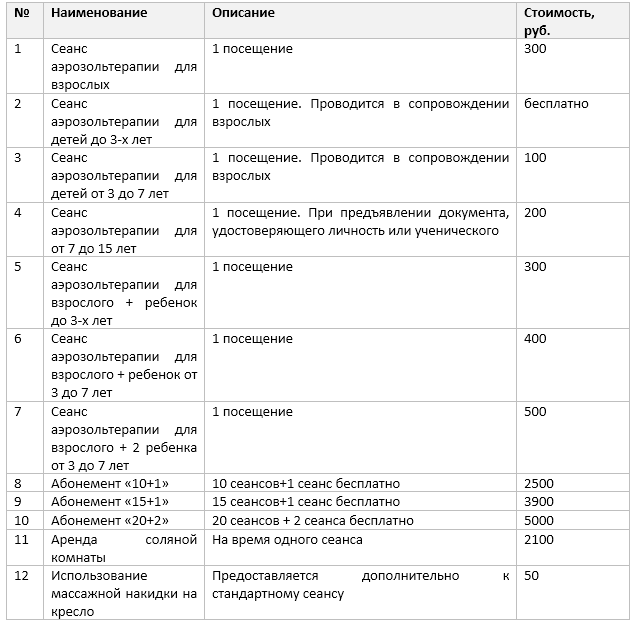 № Наименование Описание Стоимость,
руб.
1 Сеанс 1 посещение 300
аэрозольтерапии для
взрослых
2 Сеанс 1 посещение. Проводится в сопровождении бесплатно
аэрозольтерапии для взрослых
детей до 3-х лет
3 Сеанс 1 посещение. Проводится в сопровождении 100
аэрозольтерапии для взрослых
детей от 3 до 7 лет
4 Сеанс 1 посещение. При предъявлении документа, 200
аэрозольтерапии для удостоверяющего личность или ученического
от 7 до 15 лет
5 Сеанс 1 посещение 300
аэрозольтерапии для
взрослого + ребенок
до 3-х лет
6 Сеанс 1 посещение 400
аэрозольтерапии для
взрослого + ребенок от
3 до 7 лет
7 Сеанс 1 посещение 500
аэрозольтерапии для
взрослого + 2 ребенка
от 3 до 7 лет
8 Абонемент «10+1» 10 сеансов+1 сеанс бесплатно 2500
9 Абонемент «15+1» 15 сеансов+1 сеанс бесплатно 3900
10 Абонемент «20+2» 20 сеансов + 2 сеанса бесплатно 5000
11 Аренда соляной На время одного сеанса 2100
комнаты
12 Использование Предоставляется дополнительно к 50
массажной накидки на стандартному сеансу
кресло